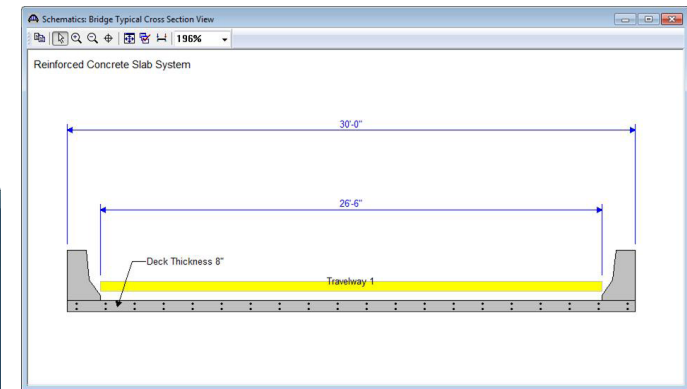 Schematics: Bridge Typical Cross Section View
196%
Reinforced Concrete Slab System
30'-0"
26'-6"
Deck Thickness 8"
Travelway 1